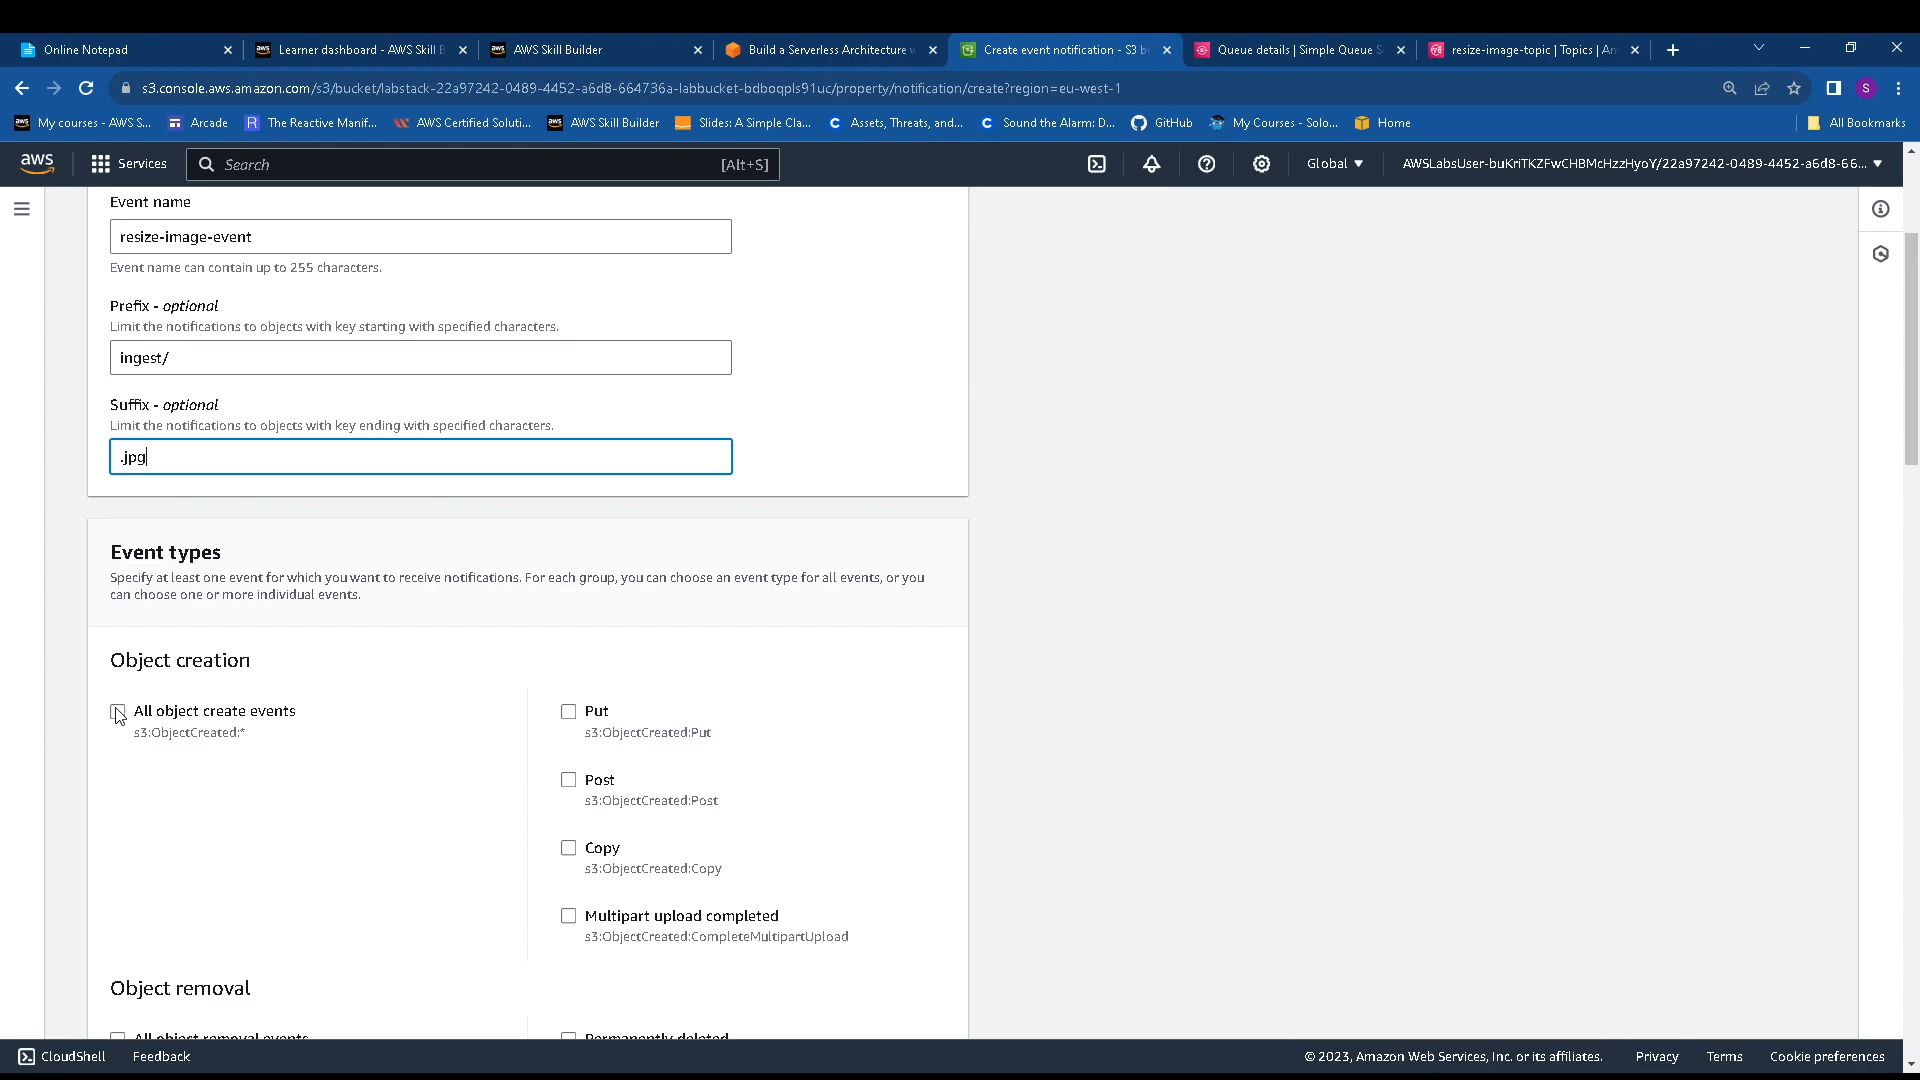 Online Notepad
Learner dashboard - AWS Skill B
AWS Skill Builder
Build a Serverless Architecture w
Create event notification - S3 b
Queue details | Simple Queue S
resize-image-topic | Topics | Am
s3.console.aws.amazon.com/s3/bucket/labstack-22a97242-0489-4452-a6d8-664736a-labbucket-bdboqpls91uc/property/notification/create?region=eu-west-1
S
My courses - AWS S...
Arcade
The Reactive Manif...
AWS Certified Soluti...
AWS Skill Builder
Slides: A Simple Cla...
Assets, Threats, and...
Sound the Alarm: D...
GitHub
My Courses - Solo...
Home
All Bookmarks
aws
Services
Search
[Alt+S]
Global
AWSLabsUser-buKriTKZFwCHBMcHzzHyoY/22a97242-0489-4452-a6d8-66...
Event name
resize-image-event
Event name can contain up to 255 characters.
Prefix - optional
Limit the notifications to objects with key starting with specified characters.
ingest/
Suffix - optional
Limit the notifications to objects with key ending with specified characters.
.jpg
Event types
Specify at least one event for which you want to receive notifications. For each group, you can choose an event type for all events, or you
can choose one or more individual events.
Object creation
All object create events
s3:ObjectCreated:*
Put
s3:ObjectCreated:Put
Post
s3:ObjectCreated:Post
Copy
s3:ObjectCreated:Copy
Multipart upload completed
s3:ObjectCreated:CompleteMultipartUpload
Object removal
All object removal events
Permanently deleted
CloudShell
Feedback
© 2023, Amazon Web Services, Inc. or its affiliates.
Privacy
Terms
Cookie preferences